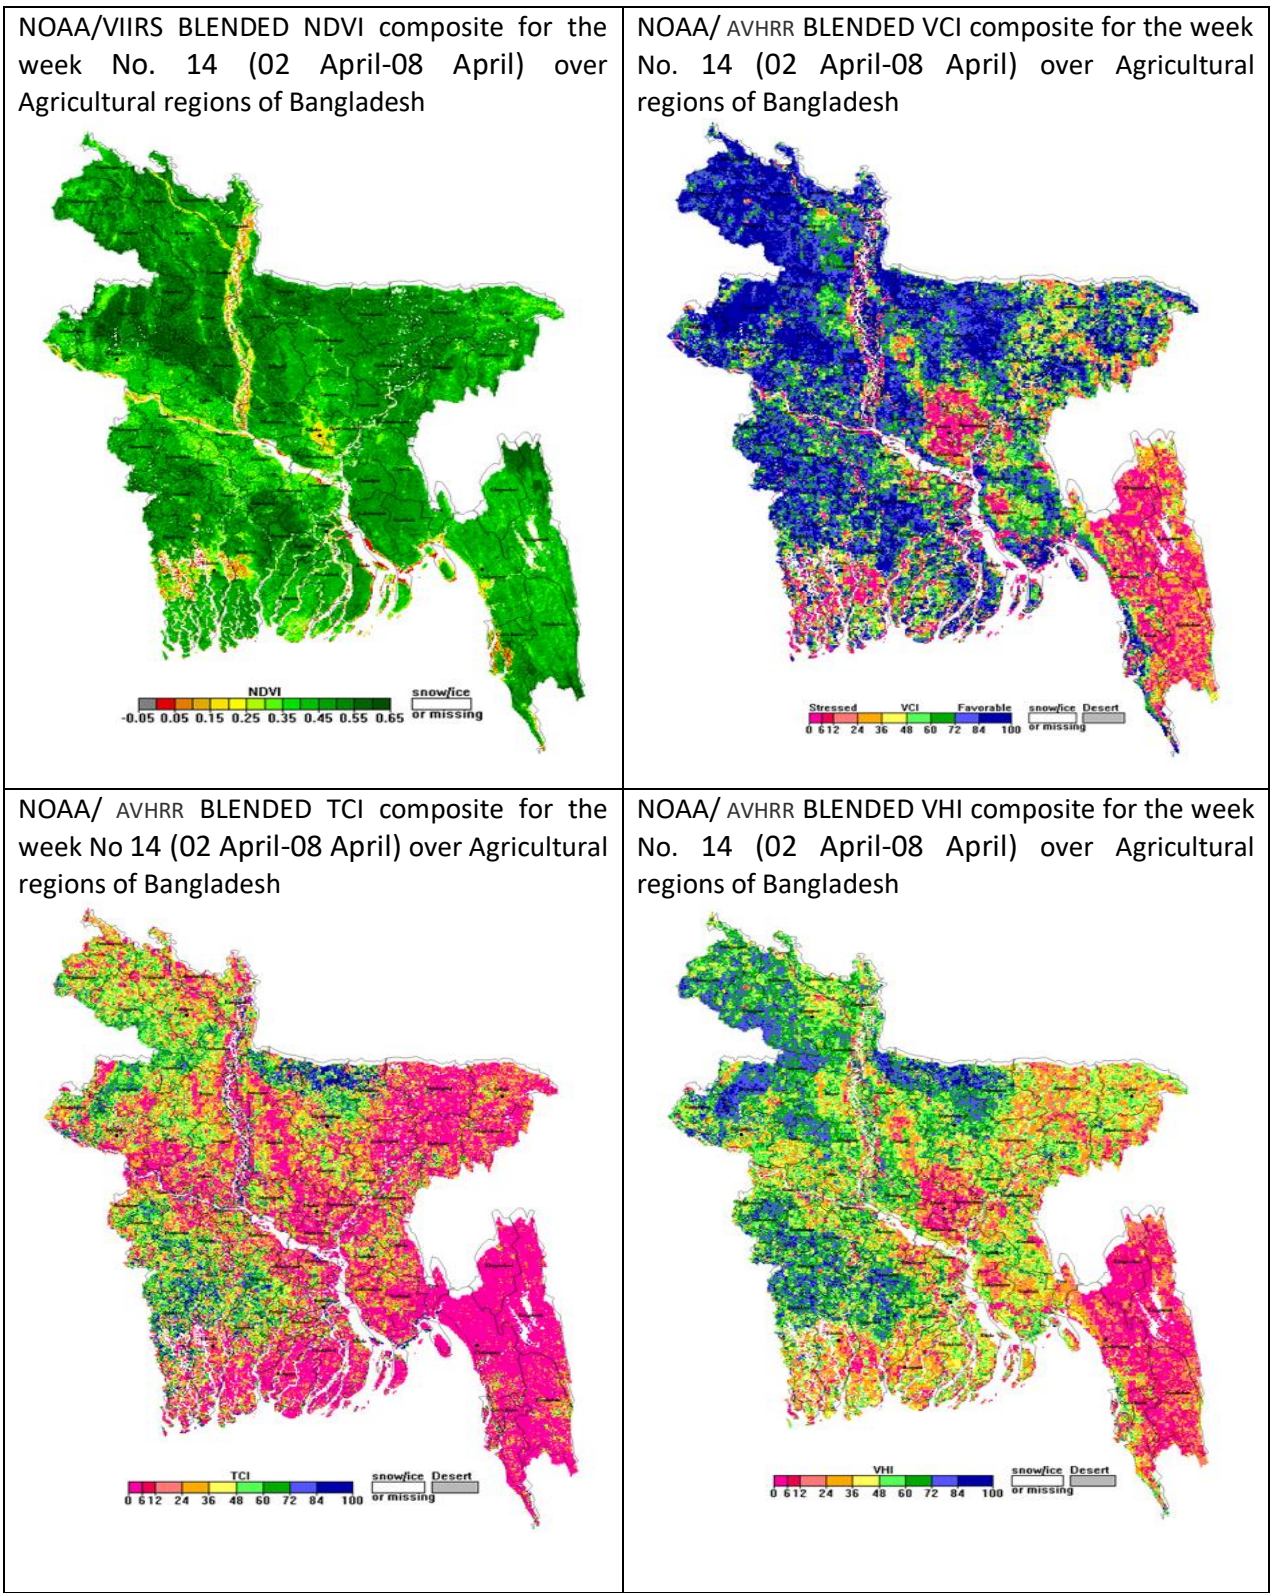 NOAA/VIIRS BLENDED NDVI composite for the
week No. 14 (02 April-08 April) over
Agricultural regions of Bangladesh
NDVI
-0.05 0.05 0.15 0.25 0.35 0.45 0.55 0.65
snow/ice
or missing
NOAA/ AVHRR BLENDED VCI composite for the week
No. 14 (02 April-08 April) over Agricultural
regions of Bangladesh
Stressed VCI Favorable
0 6 12 24 36 48 60 72 84 100
snow/ice Desert
or missing
NOAA/ AVHRR BLENDED TCI composite for the
week No 14 (02 April-08 April) over Agricultural
regions of Bangladesh
TCI
0 6 12 24 36 48 60 72 84 100
snow/ice Desert
or missing
NOAA/ AVHRR BLENDED VHI composite for the week
No. 14 (02 April-08 April) over Agricultural
regions of Bangladesh
VHI
0 6 12 24 36 48 60 72 84 100
snow/ice Desert
or missing